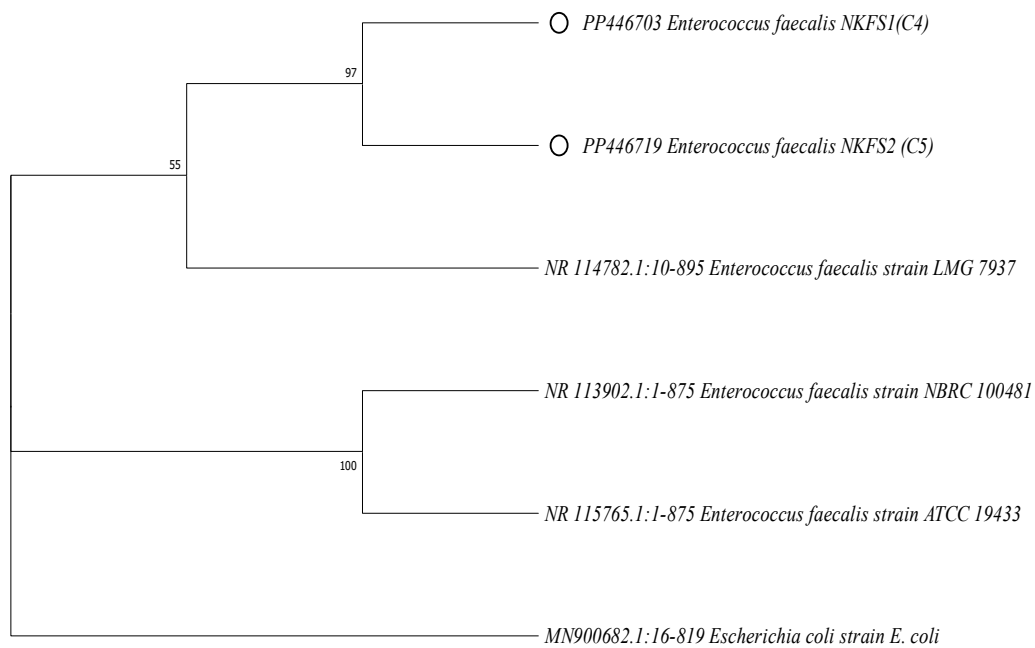 PP446703 Enterococcus faecalis NKFS1(C4)
97
PP446719 Enterococcus faecalis NKFS2 (C5)
55
NR 114782.1:10-895 Enterococcus faecalis strain LMG 7937
NR 113902.1:1-875 Enterococcus faecalis strain NBRC 100481
100
NR 115765.1:1-875 Enterococcus faecalis strain ATCC 19433
MN900682.1:16-819 Escherichia coli strain E. coli